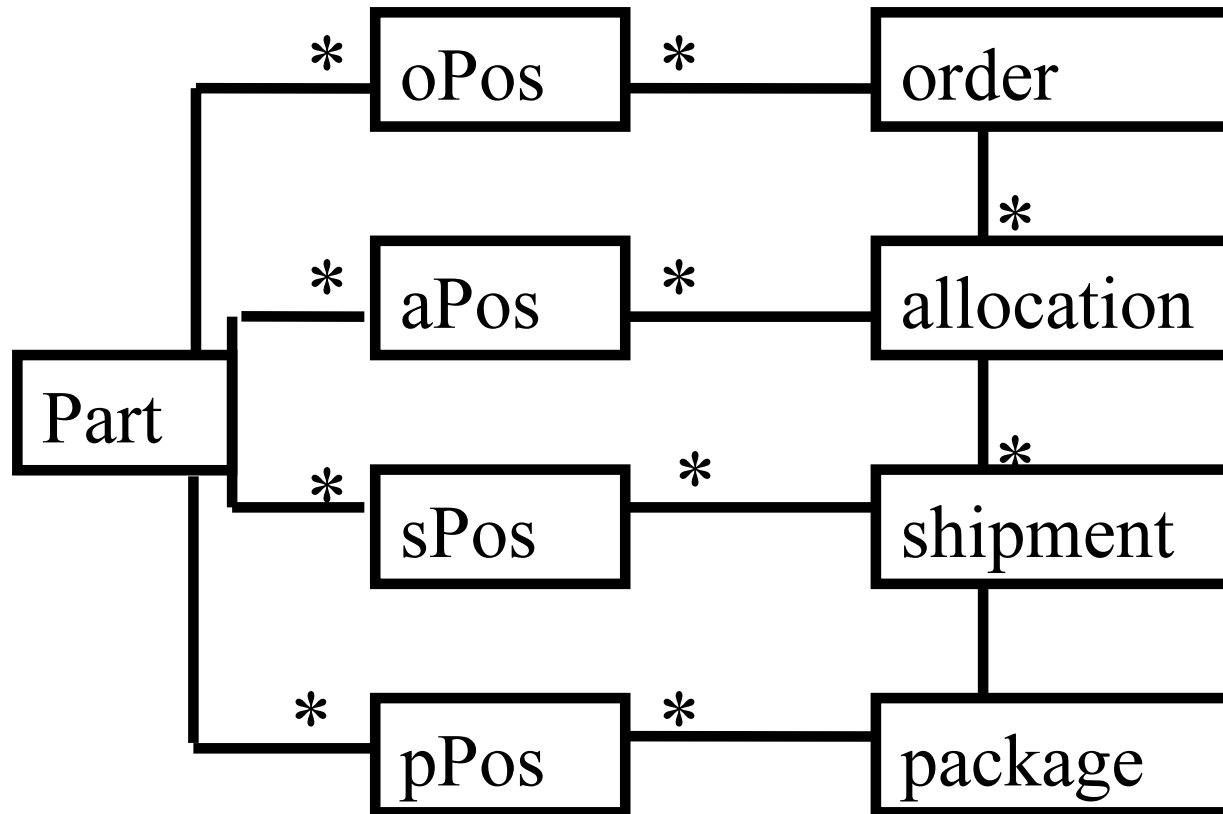 * oPos * order
*
* aPos * allocation
Part
* sPos * * shipment
* pPos * package